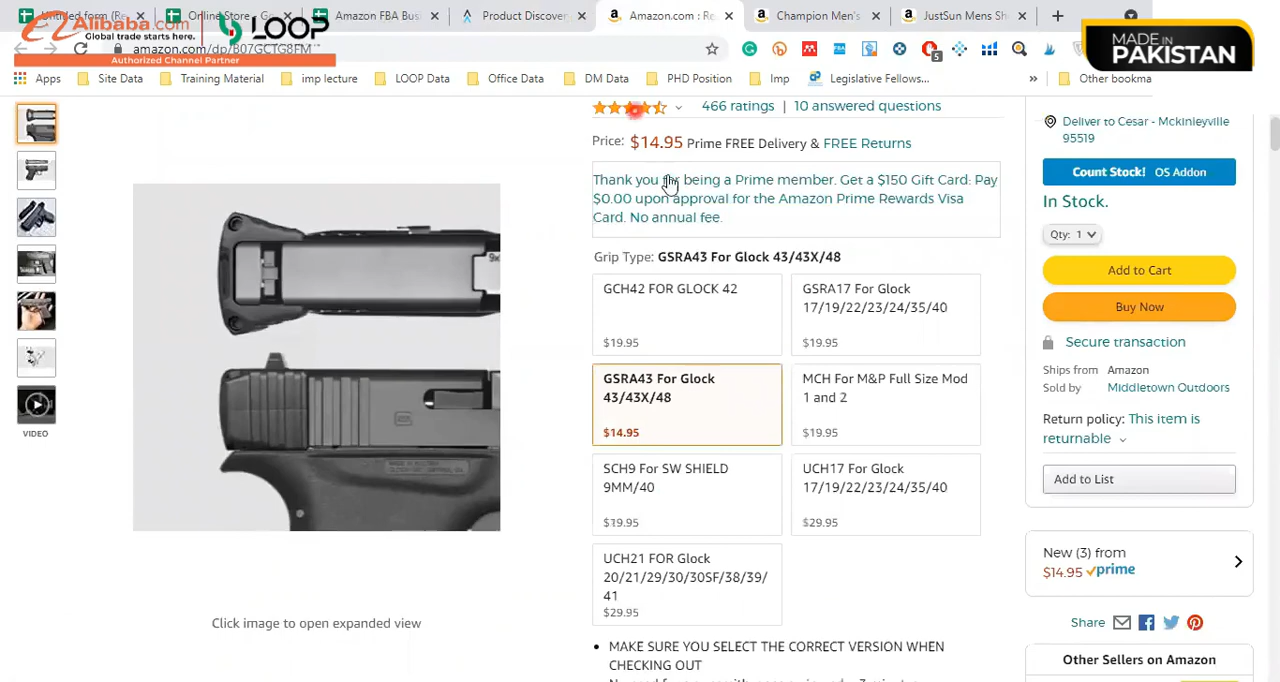 Untitled form (Re
Online Store - Go
Amazon FBA Bus
Product Discover
Amazon.com : Re
Champion Men's
JustSun Mens Sh
Alibaba.com
Global trade starts here.
Authorized Channel Partner
LOOP
MADE IN
PAKISTAN
amazon.com/dp/B07GCTG8FM
5
Apps
Site Data
Training Material
imp lecture
LOOP Data
Office Data
DM Data
PHD Position
Imp
Legislative Fellows...
»
Other bookma
466 ratings | 10 answered questions
Price: $14.95 Prime FREE Delivery & FREE Returns
Thank you for being a Prime member. Get a $150 Gift Card: Pay
$0.00 upon approval for the Amazon Prime Rewards Visa
Card. No annual fee.
Grip Type: GSRA43 For Glock 43/43X/48
GCH42 FOR GLOCK 42
$19.95
GSRA17 For Glock
17/19/22/23/24/35/40
$19.95
GSRA43 For Glock
43/43X/48
$14.95
MCH For M&P Full Size Mod
1 and 2
$19.95
SCH9 For SW SHIELD
9MM/40
$19.95
UCH17 For Glock
17/19/22/23/24/35/40
$29.95
UCH21 FOR Glock
20/21/29/30/30SF/38/39/
41
$29.95
• MAKE SURE YOU SELECT THE CORRECT VERSION WHEN
CHECKING OUT
VIDEO
Click image to open expanded view
Deliver to Cesar - Mckinleyville
95519
Count Stock! OS Addon
In Stock.
Qty: 1
Add to Cart
Buy Now
Secure transaction
Ships from Amazon
Sold by Middletown Outdoors
Return policy: This item is
returnable
Add to List
New (3) from
$14.95 prime
Share
Other Sellers on Amazon